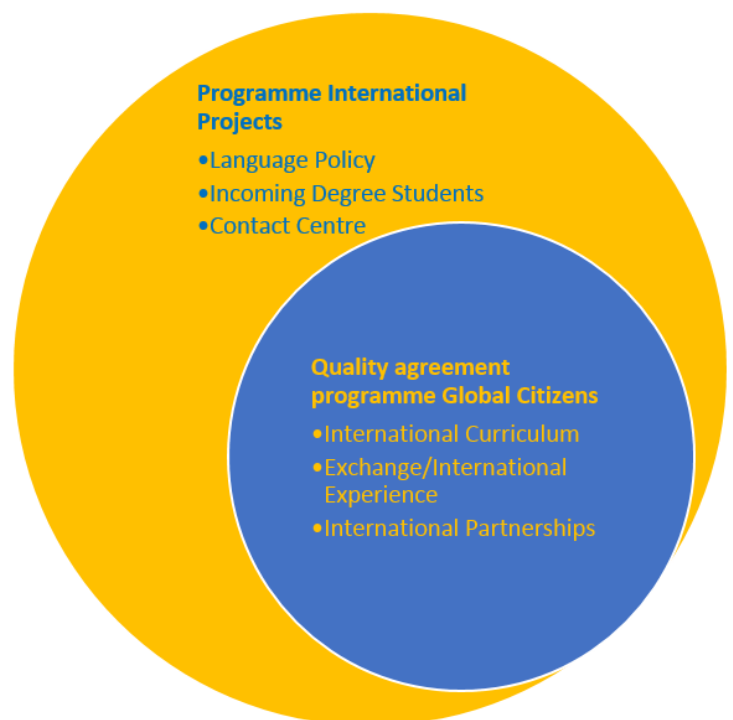 Programme International
Projects
•Language Policy
•Incoming Degree Students
•Contact Centre
Quality agreement
programme Global Citizens
•International Curriculum
•Exchange/International
Experience
•International Partnerships